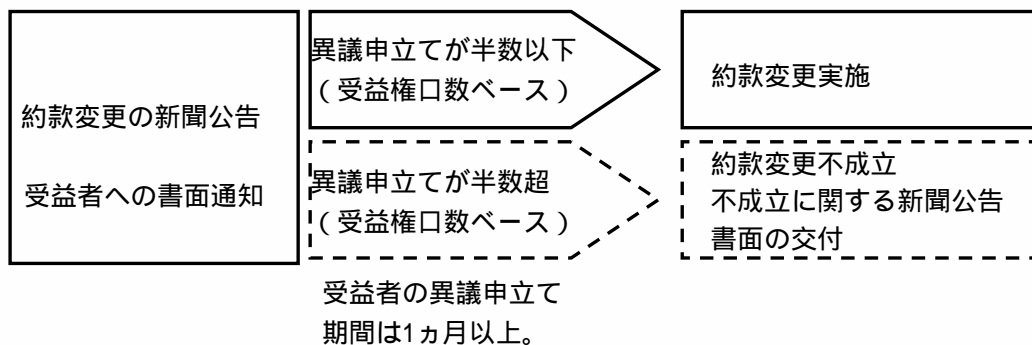 約款変更の新聞公告
受益者への書面通知
異議申立てが半数以下
（受益権口数ベース）
約款変更実施
異議申立てが半数超
（受益権口数ベース）
約款変更不成立
不成立に関する新聞公告
書面の交付
受益者の異議申立て
期間は1ヵ月以上。